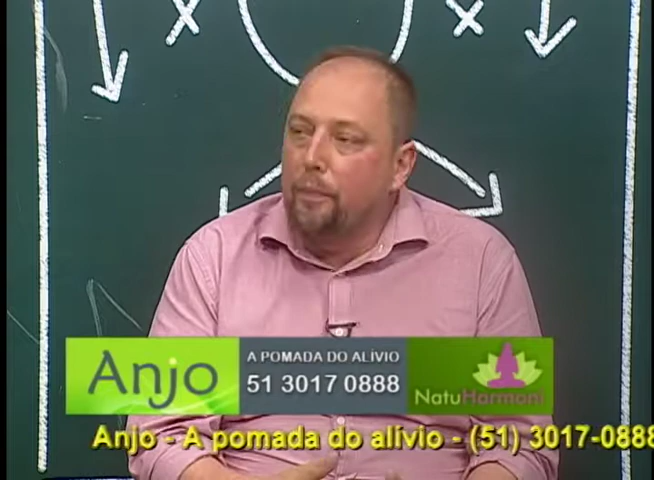 Anjo
A POMADA DO ALÍVIO
51 3017 0888
NatuHarmoni
Anjo - A pomada do alívio - (51) 3017-0888